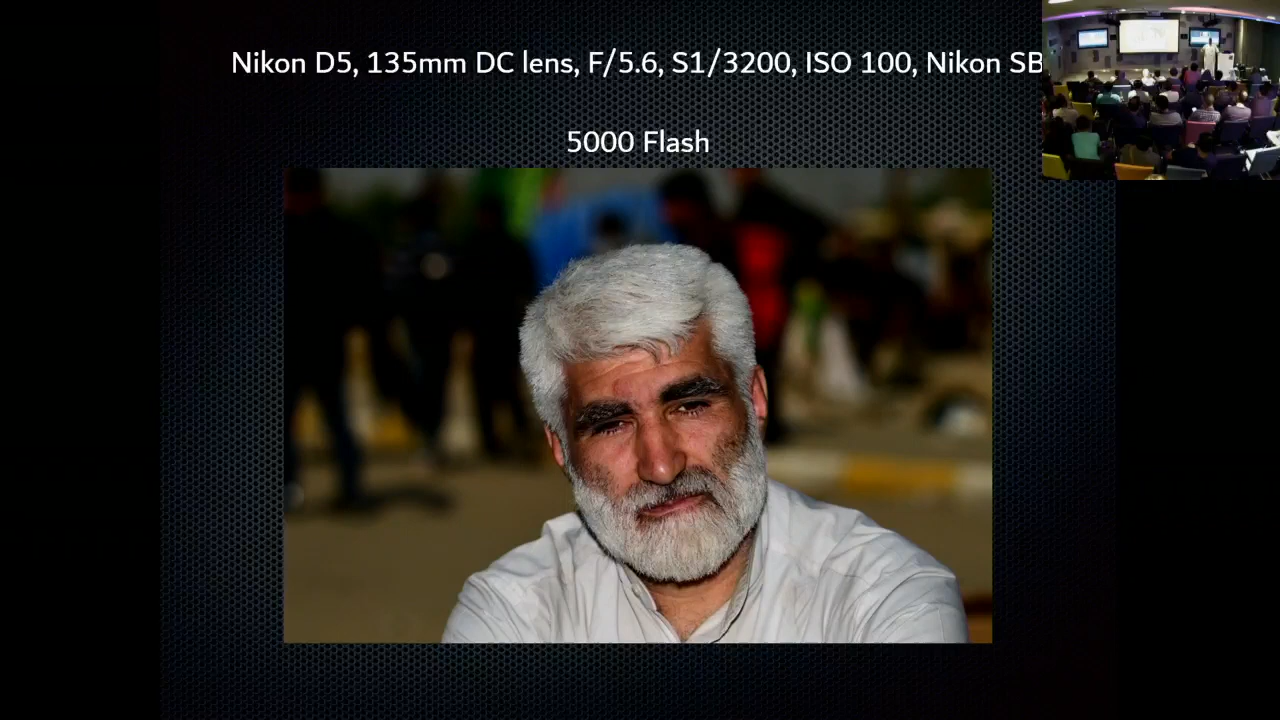 Nikon D5, 135mm DC lens, F/5.6, S1/3200, ISO 100, Nikon SB
5000 Flash